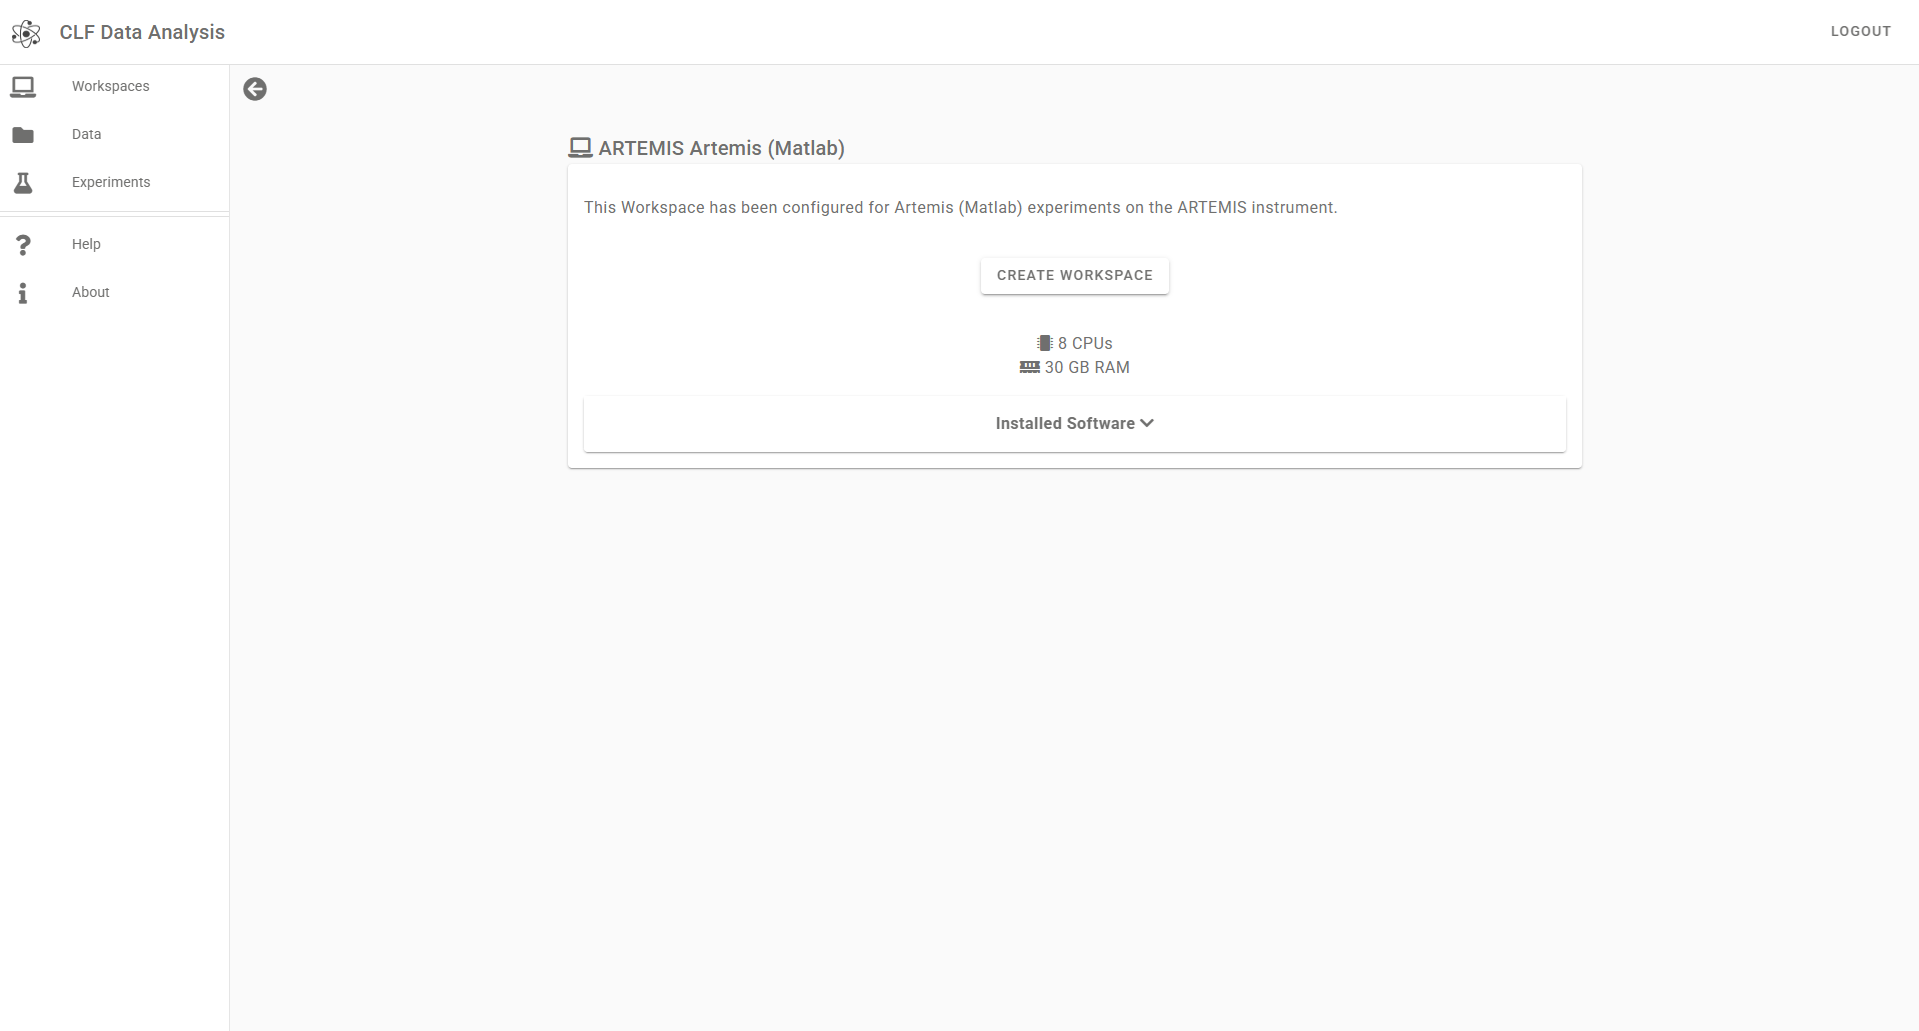 CLF Data Analysis
LOGOUT
Workspaces
Data
Experiments
Help
About
ARTEMIS Artemis (Matlab)
This Workspace has been configured for Artemis (Matlab) experiments on the ARTEMIS instrument.
CREATE WORKSPACE
8 CPUs
30 GB RAM
Installed Software